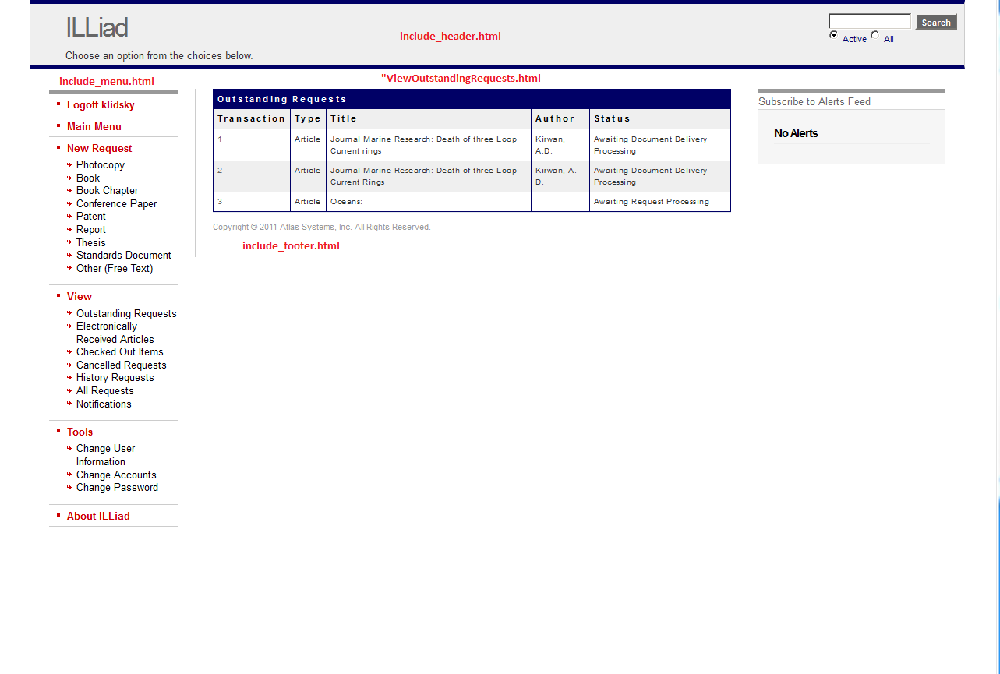 ILLiad
include_header.html
Search
Active All
Choose an option from the choices below.
include_menu.html
"ViewOutstandingRequests.html
Logoff klidsky
Main Menu
New Request
Photocopy
Book
Book Chapter
Conference Paper
Patent
Report
Thesis
Standards Document
Other (Free Text)
View
Outstanding Requests
Electronically
Received Articles
Checked Out Items
Cancelled Requests
History Requests
All Requests
Notifications
Tools
Change User
Information
Change Accounts
Change Password
About ILLiad
Outstanding Requests
Transaction Type Title Author Status
1 Article Journal Marine Research: Death of three Loop Kirwan, Awaiting Document Delivery
Current rings A.D. Processing
2 Article Journal Marine Research: Death of three Loop Kirwan, A. Awaiting Document Delivery
Current Rings D. Processing
3 Article Oceans: Awaiting Request Processing
Copyright © 2011 Atlas Systems, Inc. All Rights Reserved.
include_footer.html
Subscribe to Alerts Feed
No Alerts